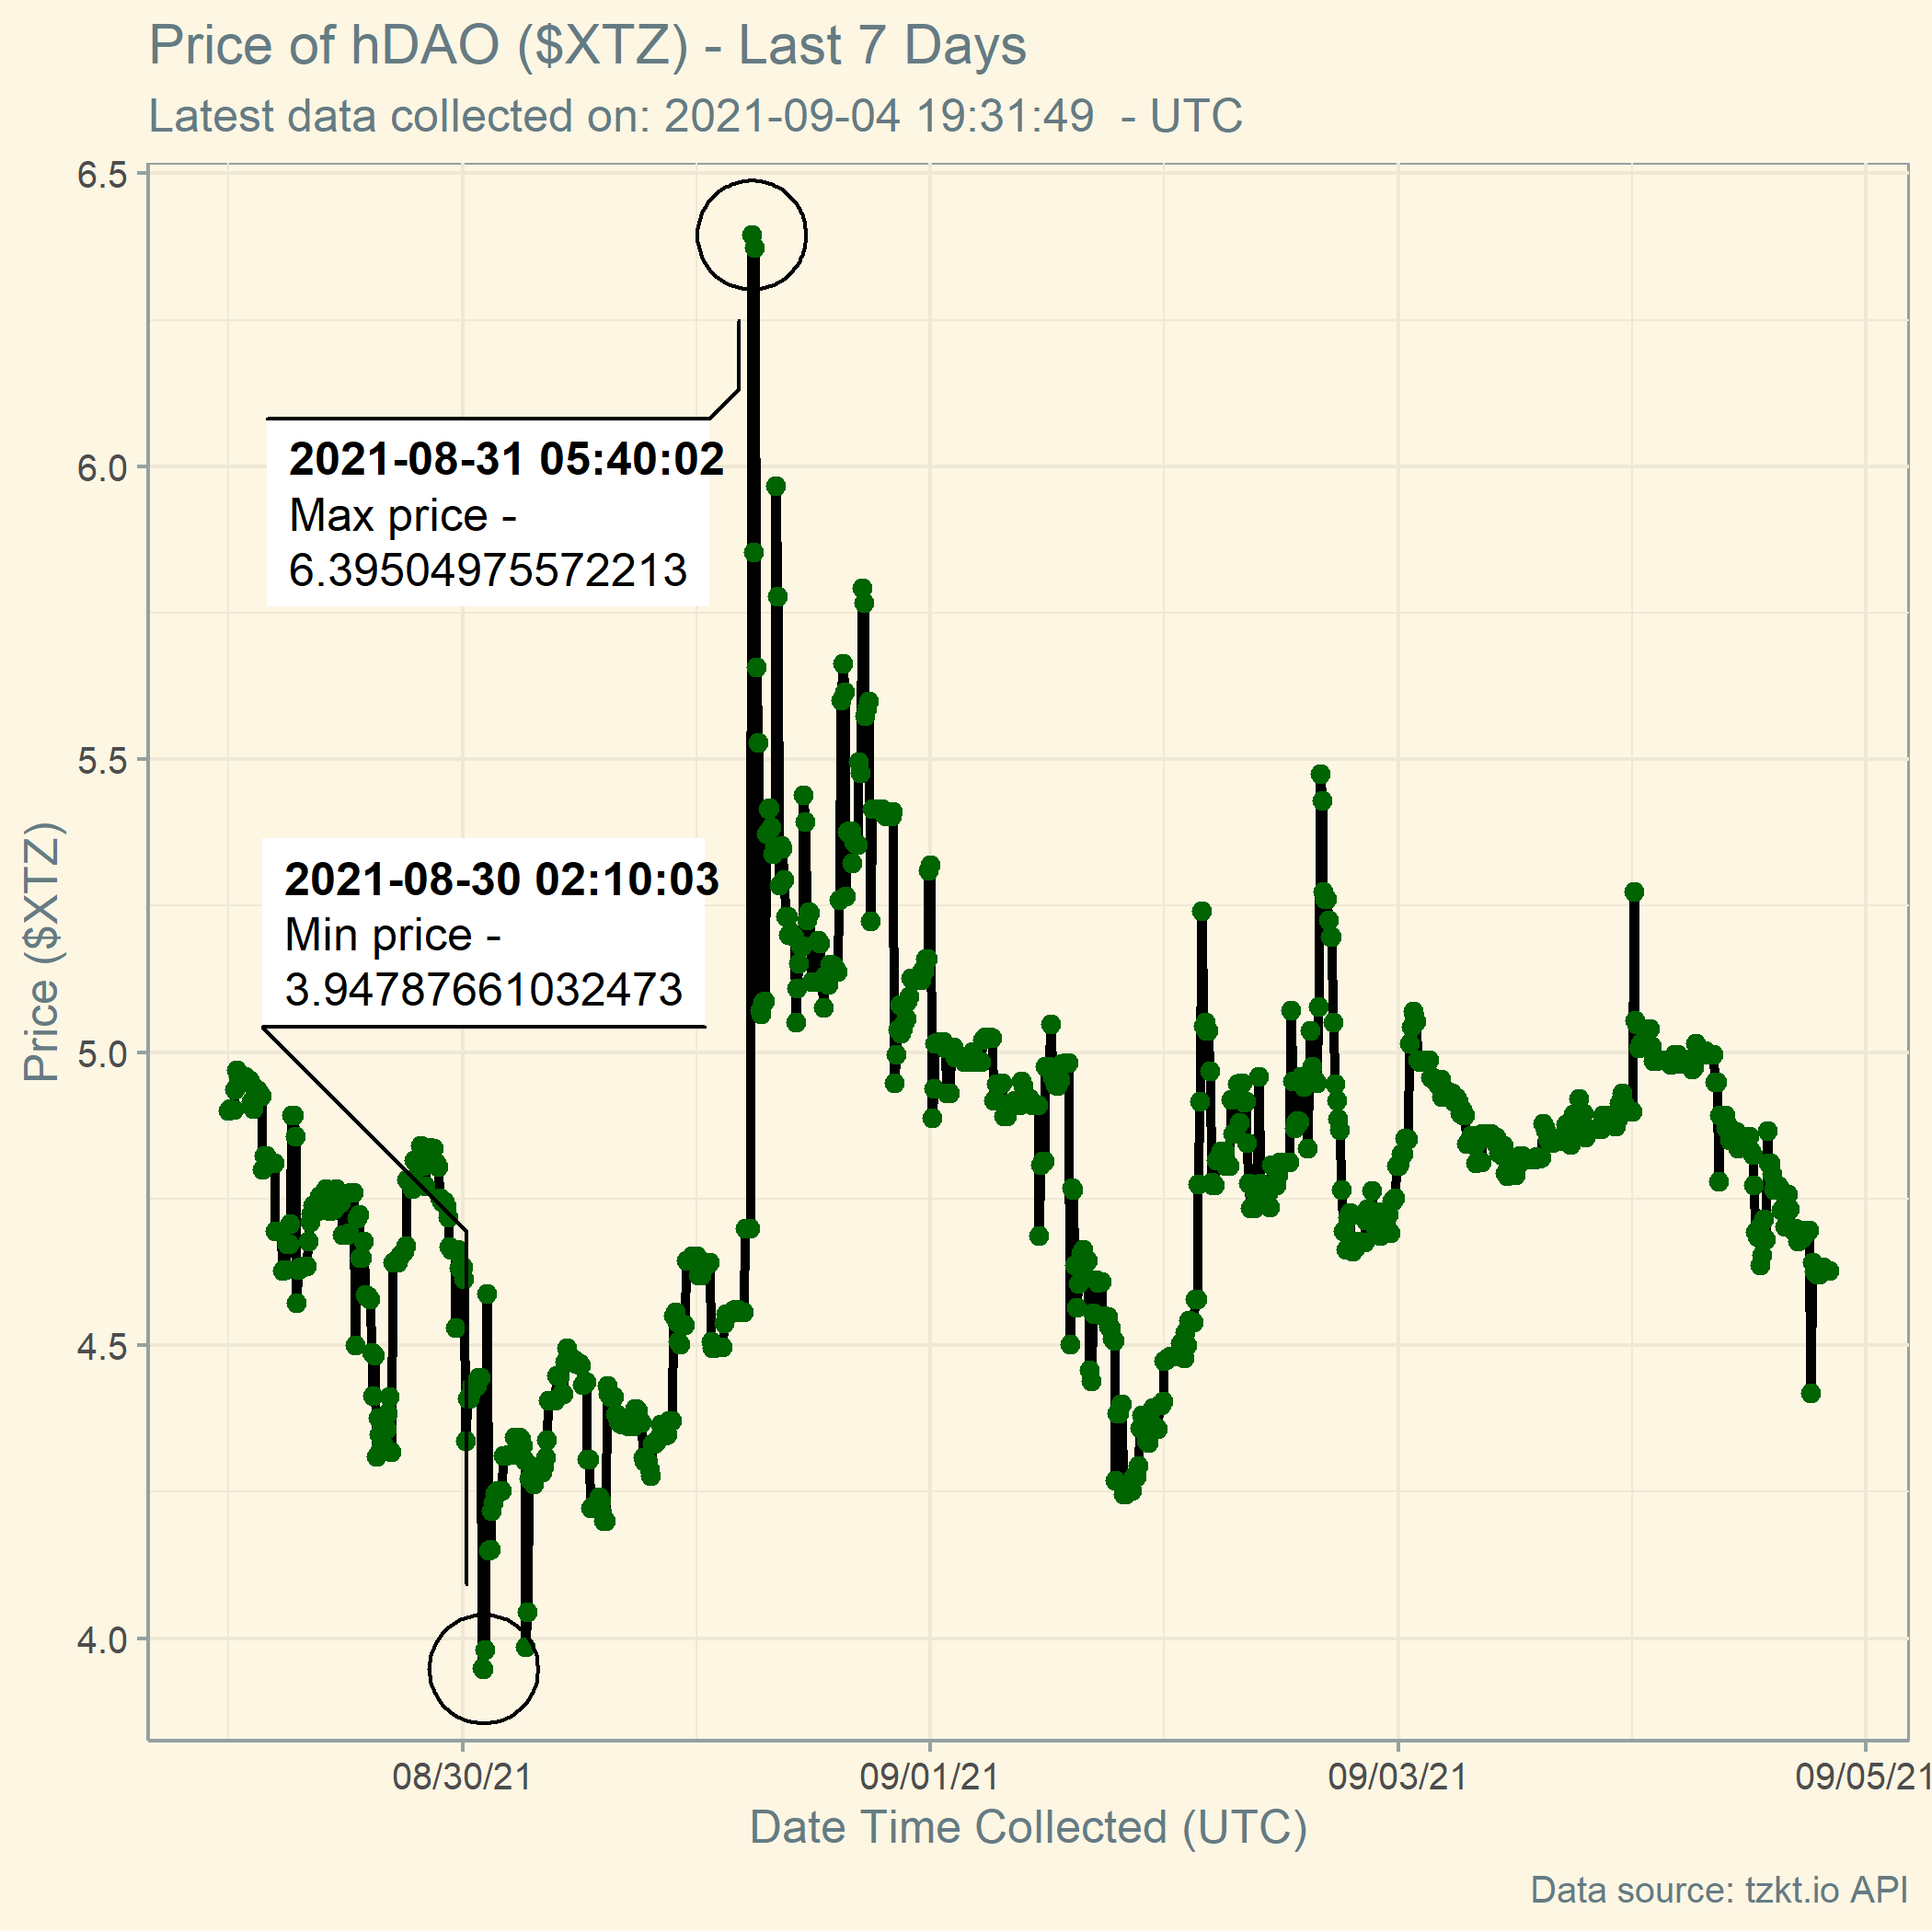 Price of hDAO ($XTZ) - Last 7 Days
Latest data collected on: 2021-09-04 19:31:49  - UTC
6.5
6.0
5.5
5.0
4.5
4.0
Price ($XTZ)
2021-08-31 05:40:02
Max price -
6.39504975572213
2021-08-30 02:10:03
Min price -
3.94787661032473
08/30/21
09/01/21
09/03/21
09/05/21
Date Time Collected (UTC)
Data source: tzkt.io API